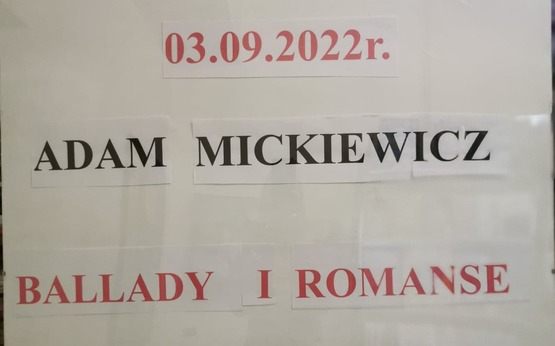 03.09.2022r.
ADAM MICKIEWICZ
BALLADY I ROMANSE